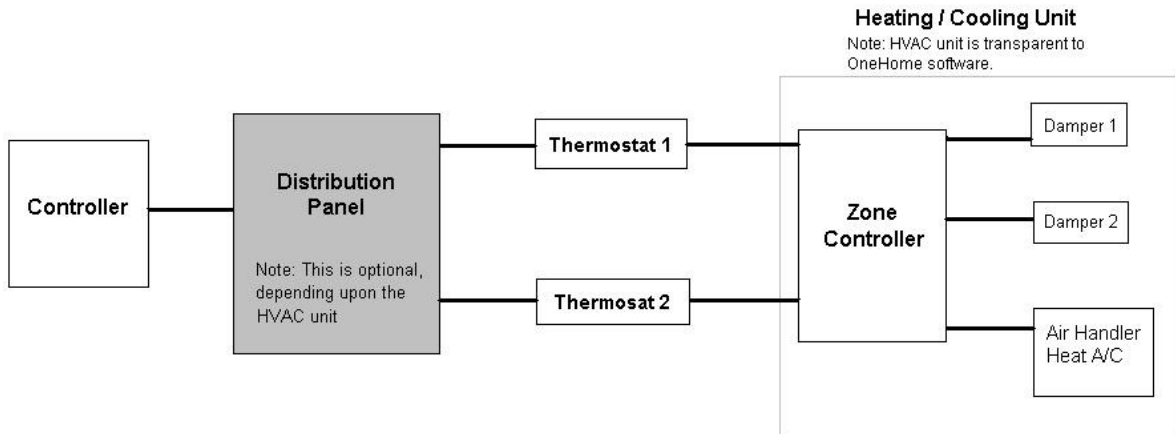 Heating / Cooling Unit
Note: HVAC unit is transparent to
OneHome software.
Controller
Distribution
Panel
Note: This is optional,
depending upon the
HVAC unit
Thermostat 1
Thermosat 2
Zone
Controller
Damper 1
Damper 2
Air Handler
Heat A/C